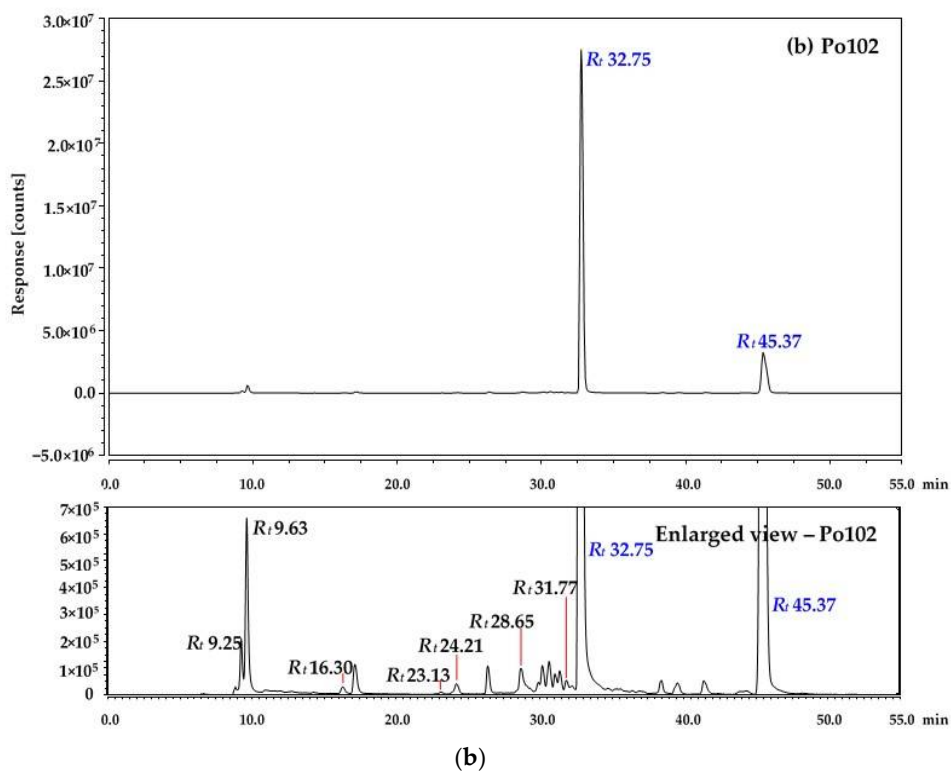 3.0×10⁷
(b) Po102
Rt 32.75
2.5×10⁷
2.0×10⁷
1.5×10⁷
Response [counts]
1.0×10⁷
5.0×10⁶
Rt 45.37
0.0
−5.0×10⁶
0.0 10.0 20.0 30.0 40.0 50.0 55.0 min
7×10⁵
Enlarged view – Po102
Rt 9.63
6×10⁵
Rt 32.75
5×10⁵
4×10⁵
Rt 31.77
3×10⁵
Rt 28.65
Rt 45.37
2×10⁵
Rt 9.25
Rt 24.21
1×10⁵
Rt 16.30
Rt 23.13
0
0.0 10.0 20.0 30.0 40.0 50.0 55.0 min
(b)